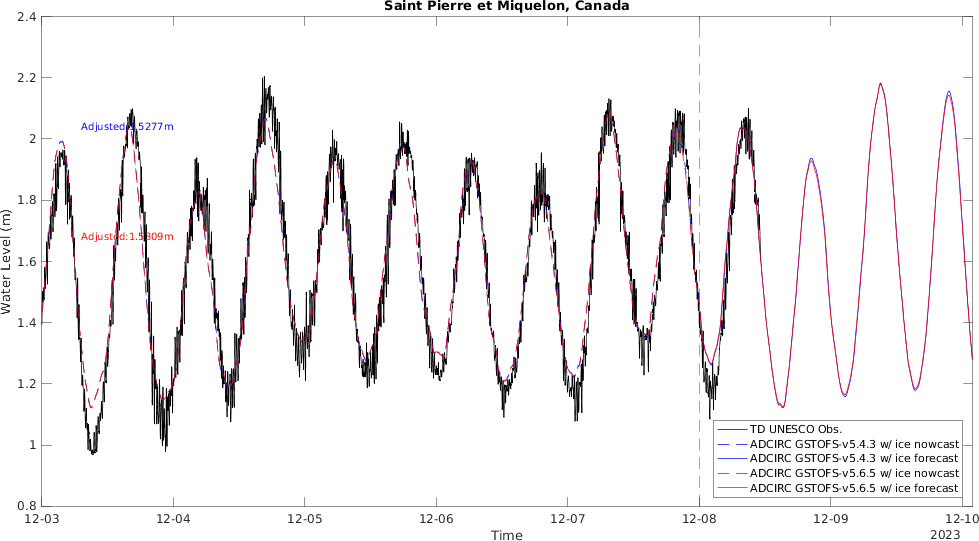 Saint Pierre et Miquelon, Canada
2.4
2.2
2
1.8
1.6
1.4
1.2
1
0.8
Water Level (m)
Adjusted:1.5277m
Adjusted:1.5309m
TD UNESCO Obs.
ADCIRC GSTOFS-v5.4.3 w/ ice nowcast
ADCIRC GSTOFS-v5.4.3 w/ ice forecast
ADCIRC GSTOFS-v5.6.5 w/ ice nowcast
ADCIRC GSTOFS-v5.6.5 w/ ice forecast
12-03 12-04 12-05 12-06 12-07 12-08 12-09 12-10
Time
2023